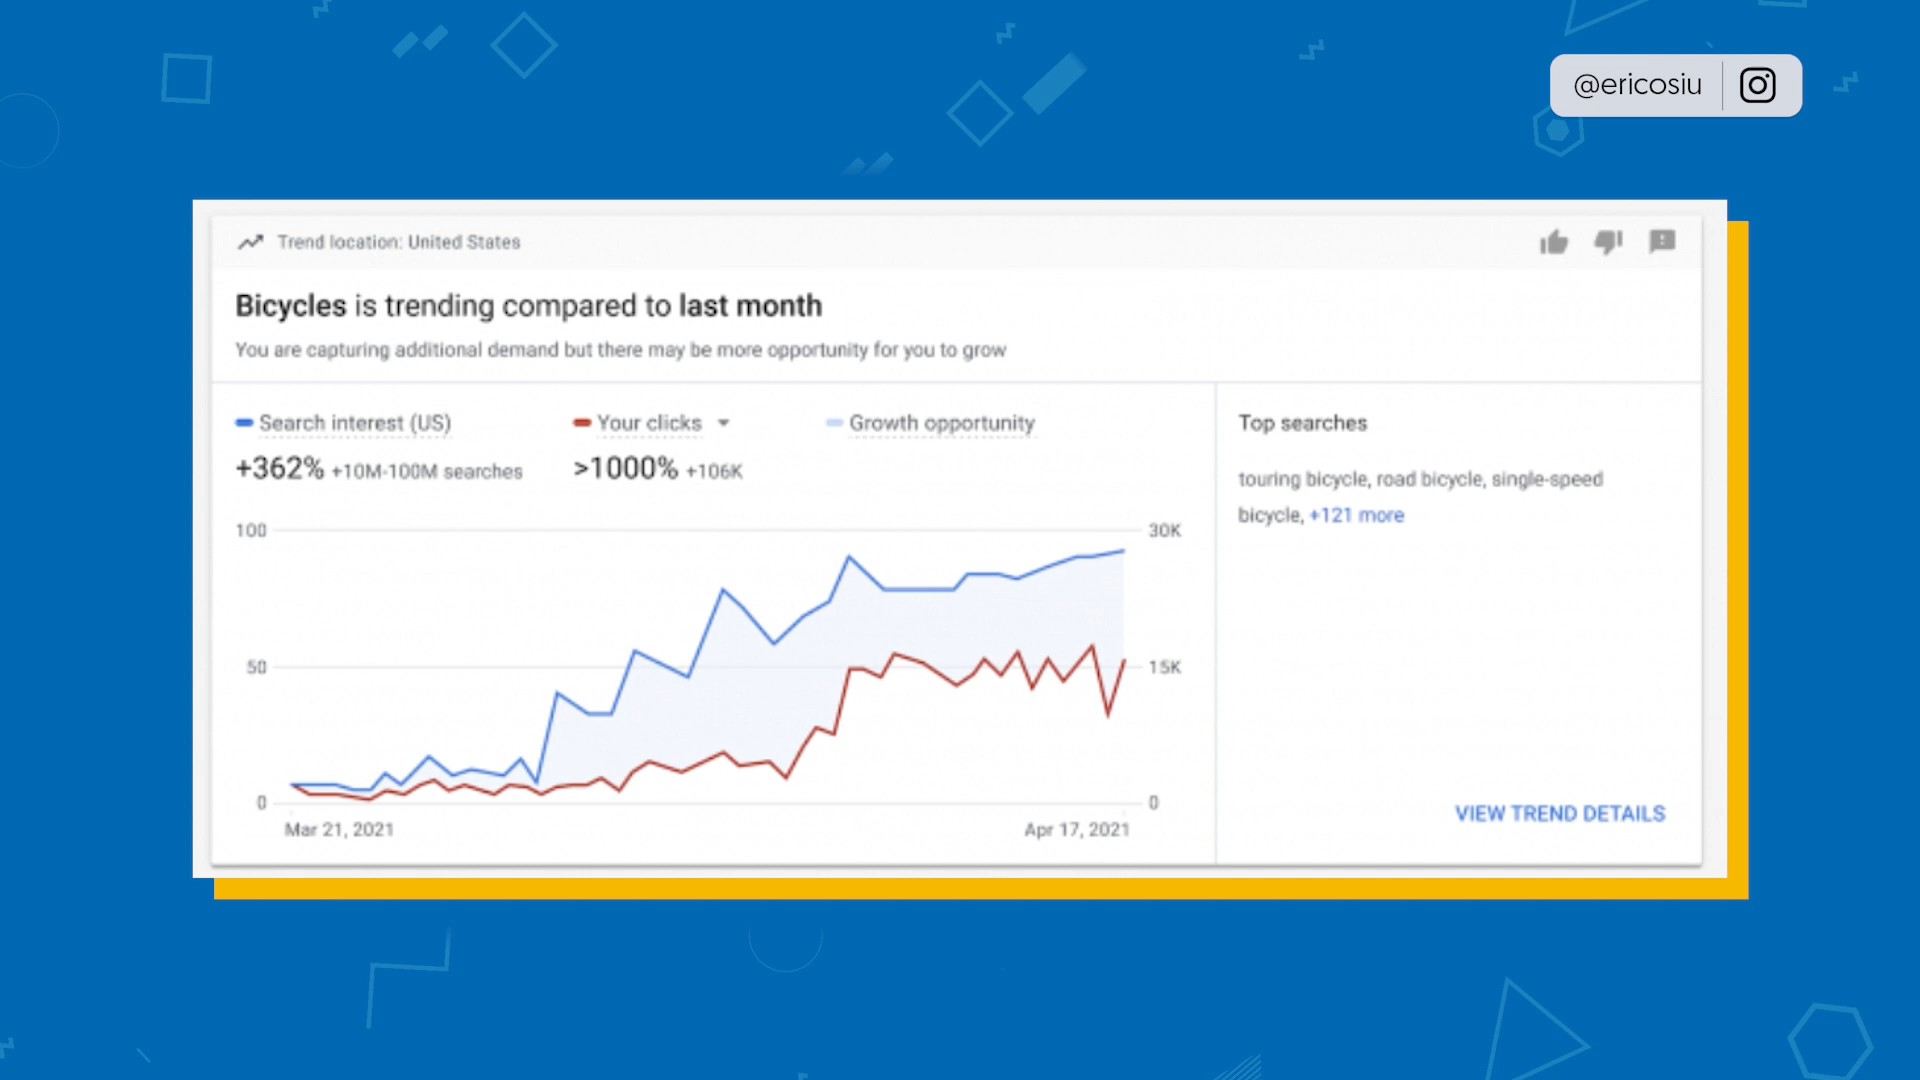 @ericosiu
Trend location: United States
Bicycles is trending compared to last month
You are capturing additional demand but there may be more opportunity for you to grow
Search interest (US)
+362% +10M-100M searches
Your clicks
>1000% +106K
Growth opportunity
100
50
0
30K
15K
0
Mar 21, 2021
Apr 17, 2021
Top searches
touring bicycle, road bicycle, single-speed
bicycle, +121 more
VIEW TREND DETAILS